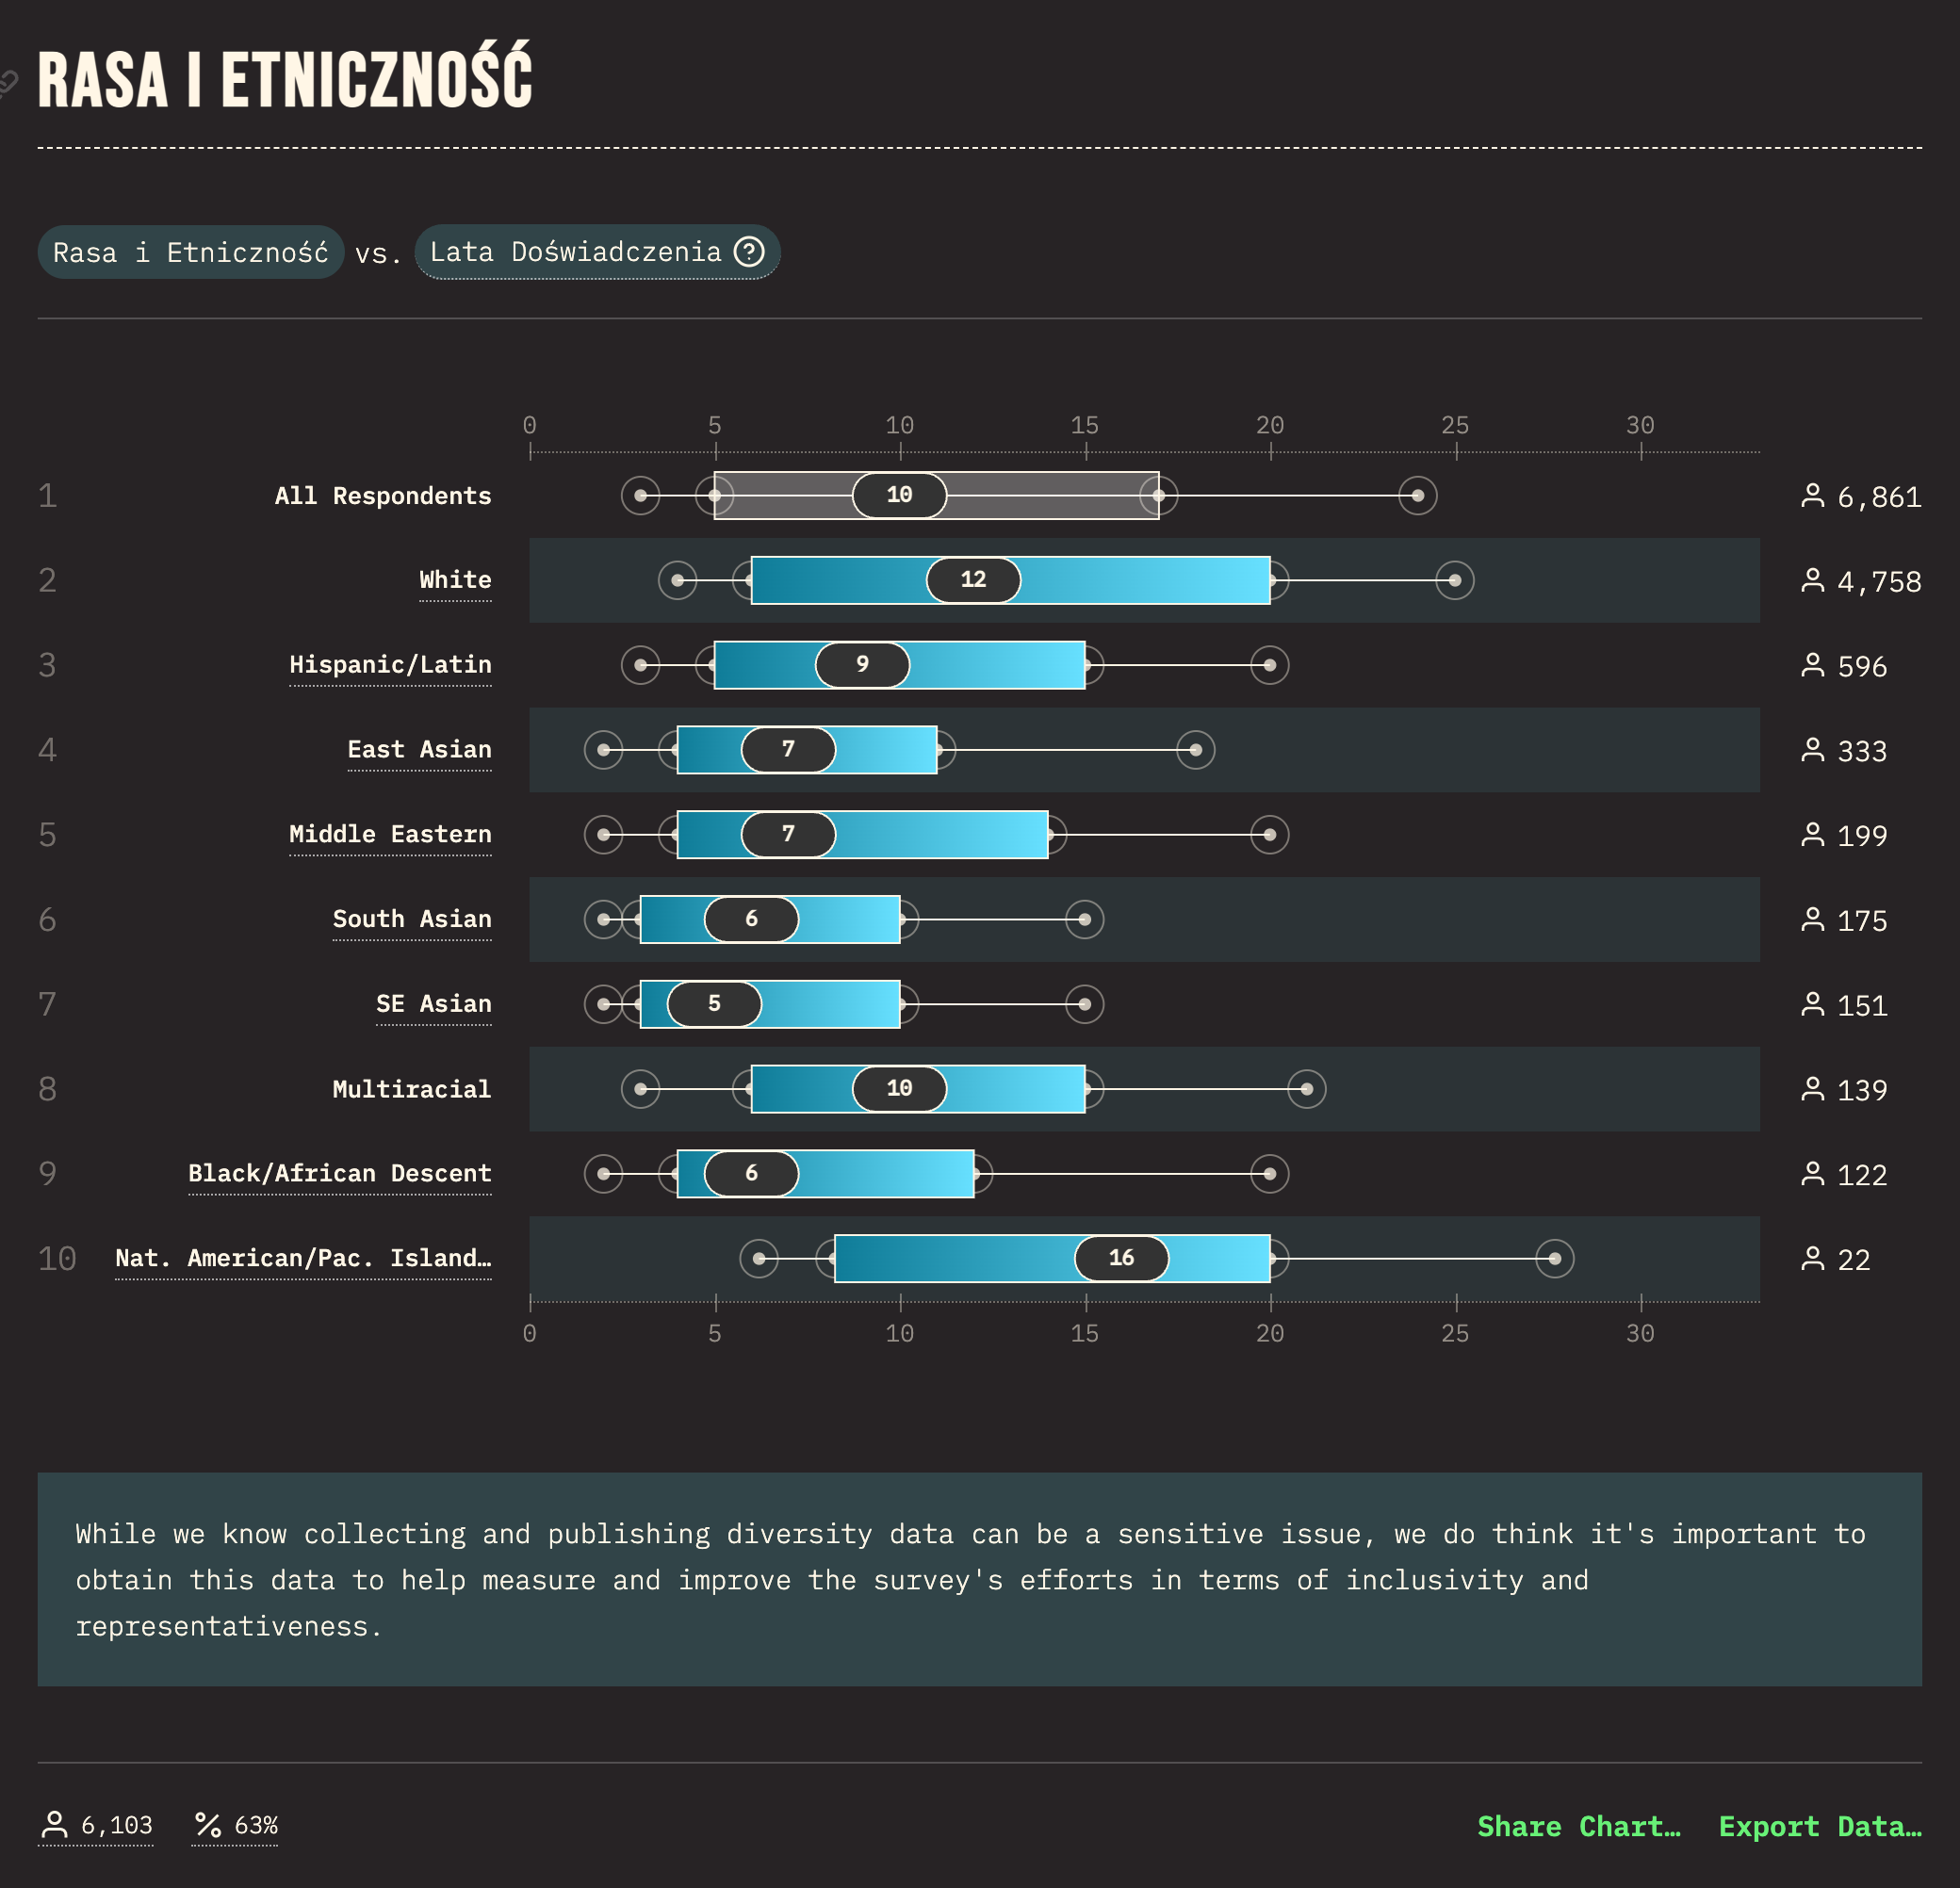 RASA I ETNICZNOŚĆ
Rasa i Etniczność vs. Lata Doświadczenia ?
0 5 10 15 20 25 30
1 All Respondents 10 6,861
2 White 12 4,758
3 Hispanic/Latin 9 596
4 East Asian 7 333
5 Middle Eastern 7 199
6 South Asian 6 175
7 SE Asian 5 151
8 Multiracial 10 139
9 Black/African Descent 6 122
10 Nat. American/Pac. Island… 16 22
0 5 10 15 20 25 30
While we know collecting and publishing diversity data can be a sensitive issue, we do think it's important to
obtain this data to help measure and improve the survey's efforts in terms of inclusivity and
representativeness.
6,103 % 63% Share Chart… Export Data…